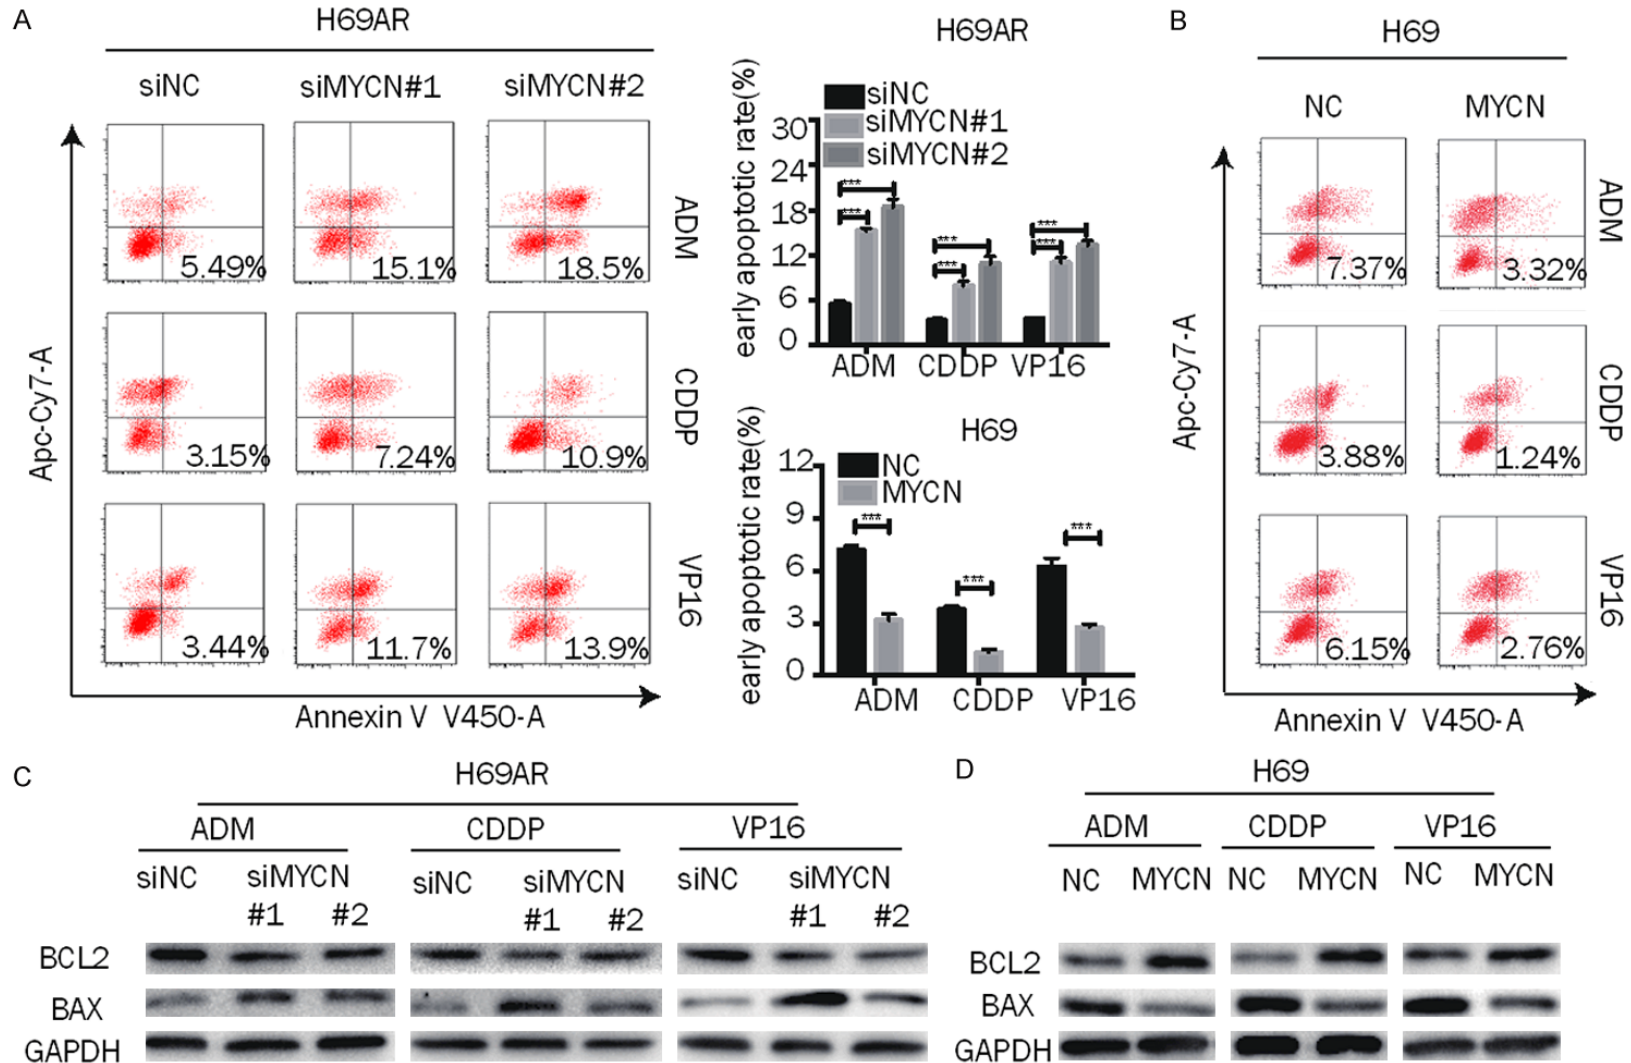 A
H69AR
siNC siMYCN#1 siMYCN#2
Apc-Cy7-A
5.49% 15.1% 18.5% ADM
3.15% 7.24% 10.9% CDDP
3.44% 11.7% 13.9% VP16
Annexin V V450-A
H69AR
early apoptotic rate(%)
siNC
siMYCN#1
siMYCN#2
30
24
18
12
6
0
*** *** *** *** *** ***
ADM CDDP VP16
H69
early apoptotic rate(%)
NC
MYCN
12
9
6
3
0
*** *** ***
ADM CDDP VP16
B
H69
NC MYCN
Apc-Cy7-A
7.37% 3.32% ADM
3.88% 1.24% CDDP
6.15% 2.76% VP16
Annexin V V450-A
C
H69AR
ADM CDDP VP16
siNC siMYCN siNC siMYCN siNC siMYCN
#1 #2 #1 #2 #1 #2
BCL2
BAX
GAPDH
D
H69
ADM CDDP VP16
NC MYCN NC MYCN NC MYCN
BCL2
BAX
GAPDH